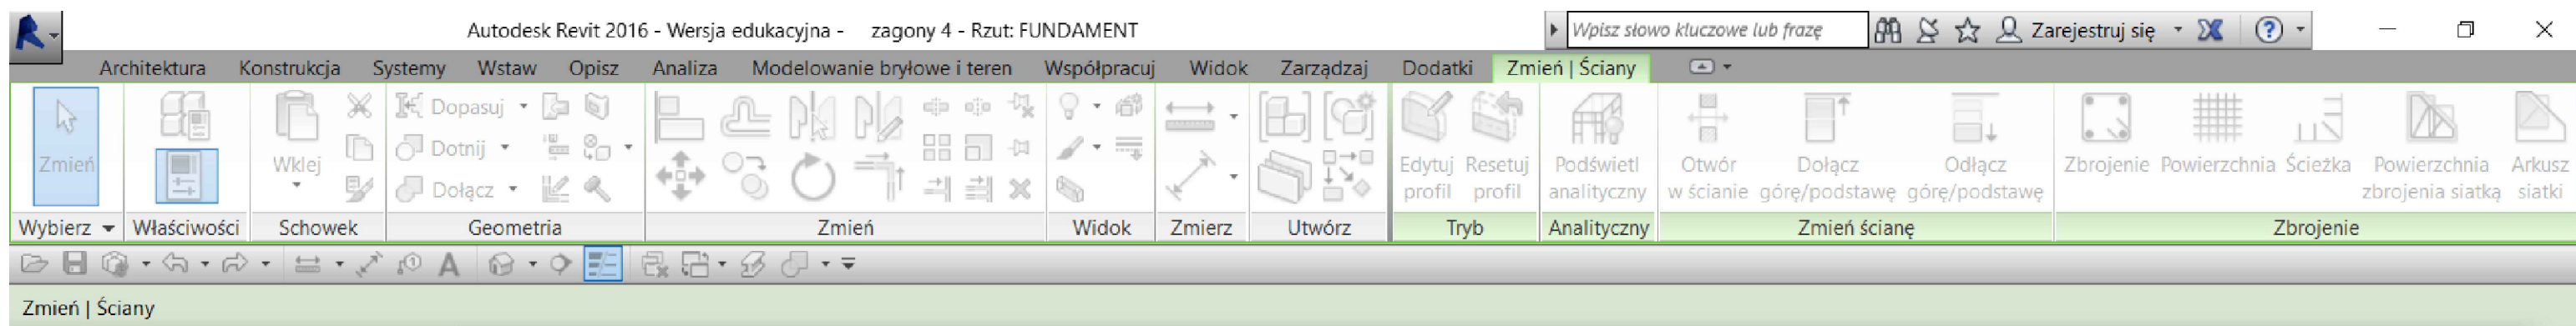 Autodesk Revit 2016 - Wersja edukacyjna - zagony 4 - Rzut: FUNDAMENT Wpisz słowo kluczowe lub frazę Zarejestruj się
Architektura Konstrukcja Systemy Wstaw Opisz Analiza Modelowanie bryłowe i teren Współpracuj Widok Zarządzaj Dodatki Zmień | Ściany
Dopasuj
Dotnij
Zmień Wklej Edytuj Resetuj Podświetl Otwór Dołącz Odłącz Zbrojenie Powierzchnia Ścieżka Powierzchnia Arkusz
Dołącz profil profil analityczny w ścianie górę/podstawę górę/podstawę zbrojenia siatką siatki
Wybierz Właściwości Schowek Geometria Zmień Widok Zmierz Utwórz Tryb Analityczny Zmień ścianę Zbrojenie
A
Zmień | Ściany